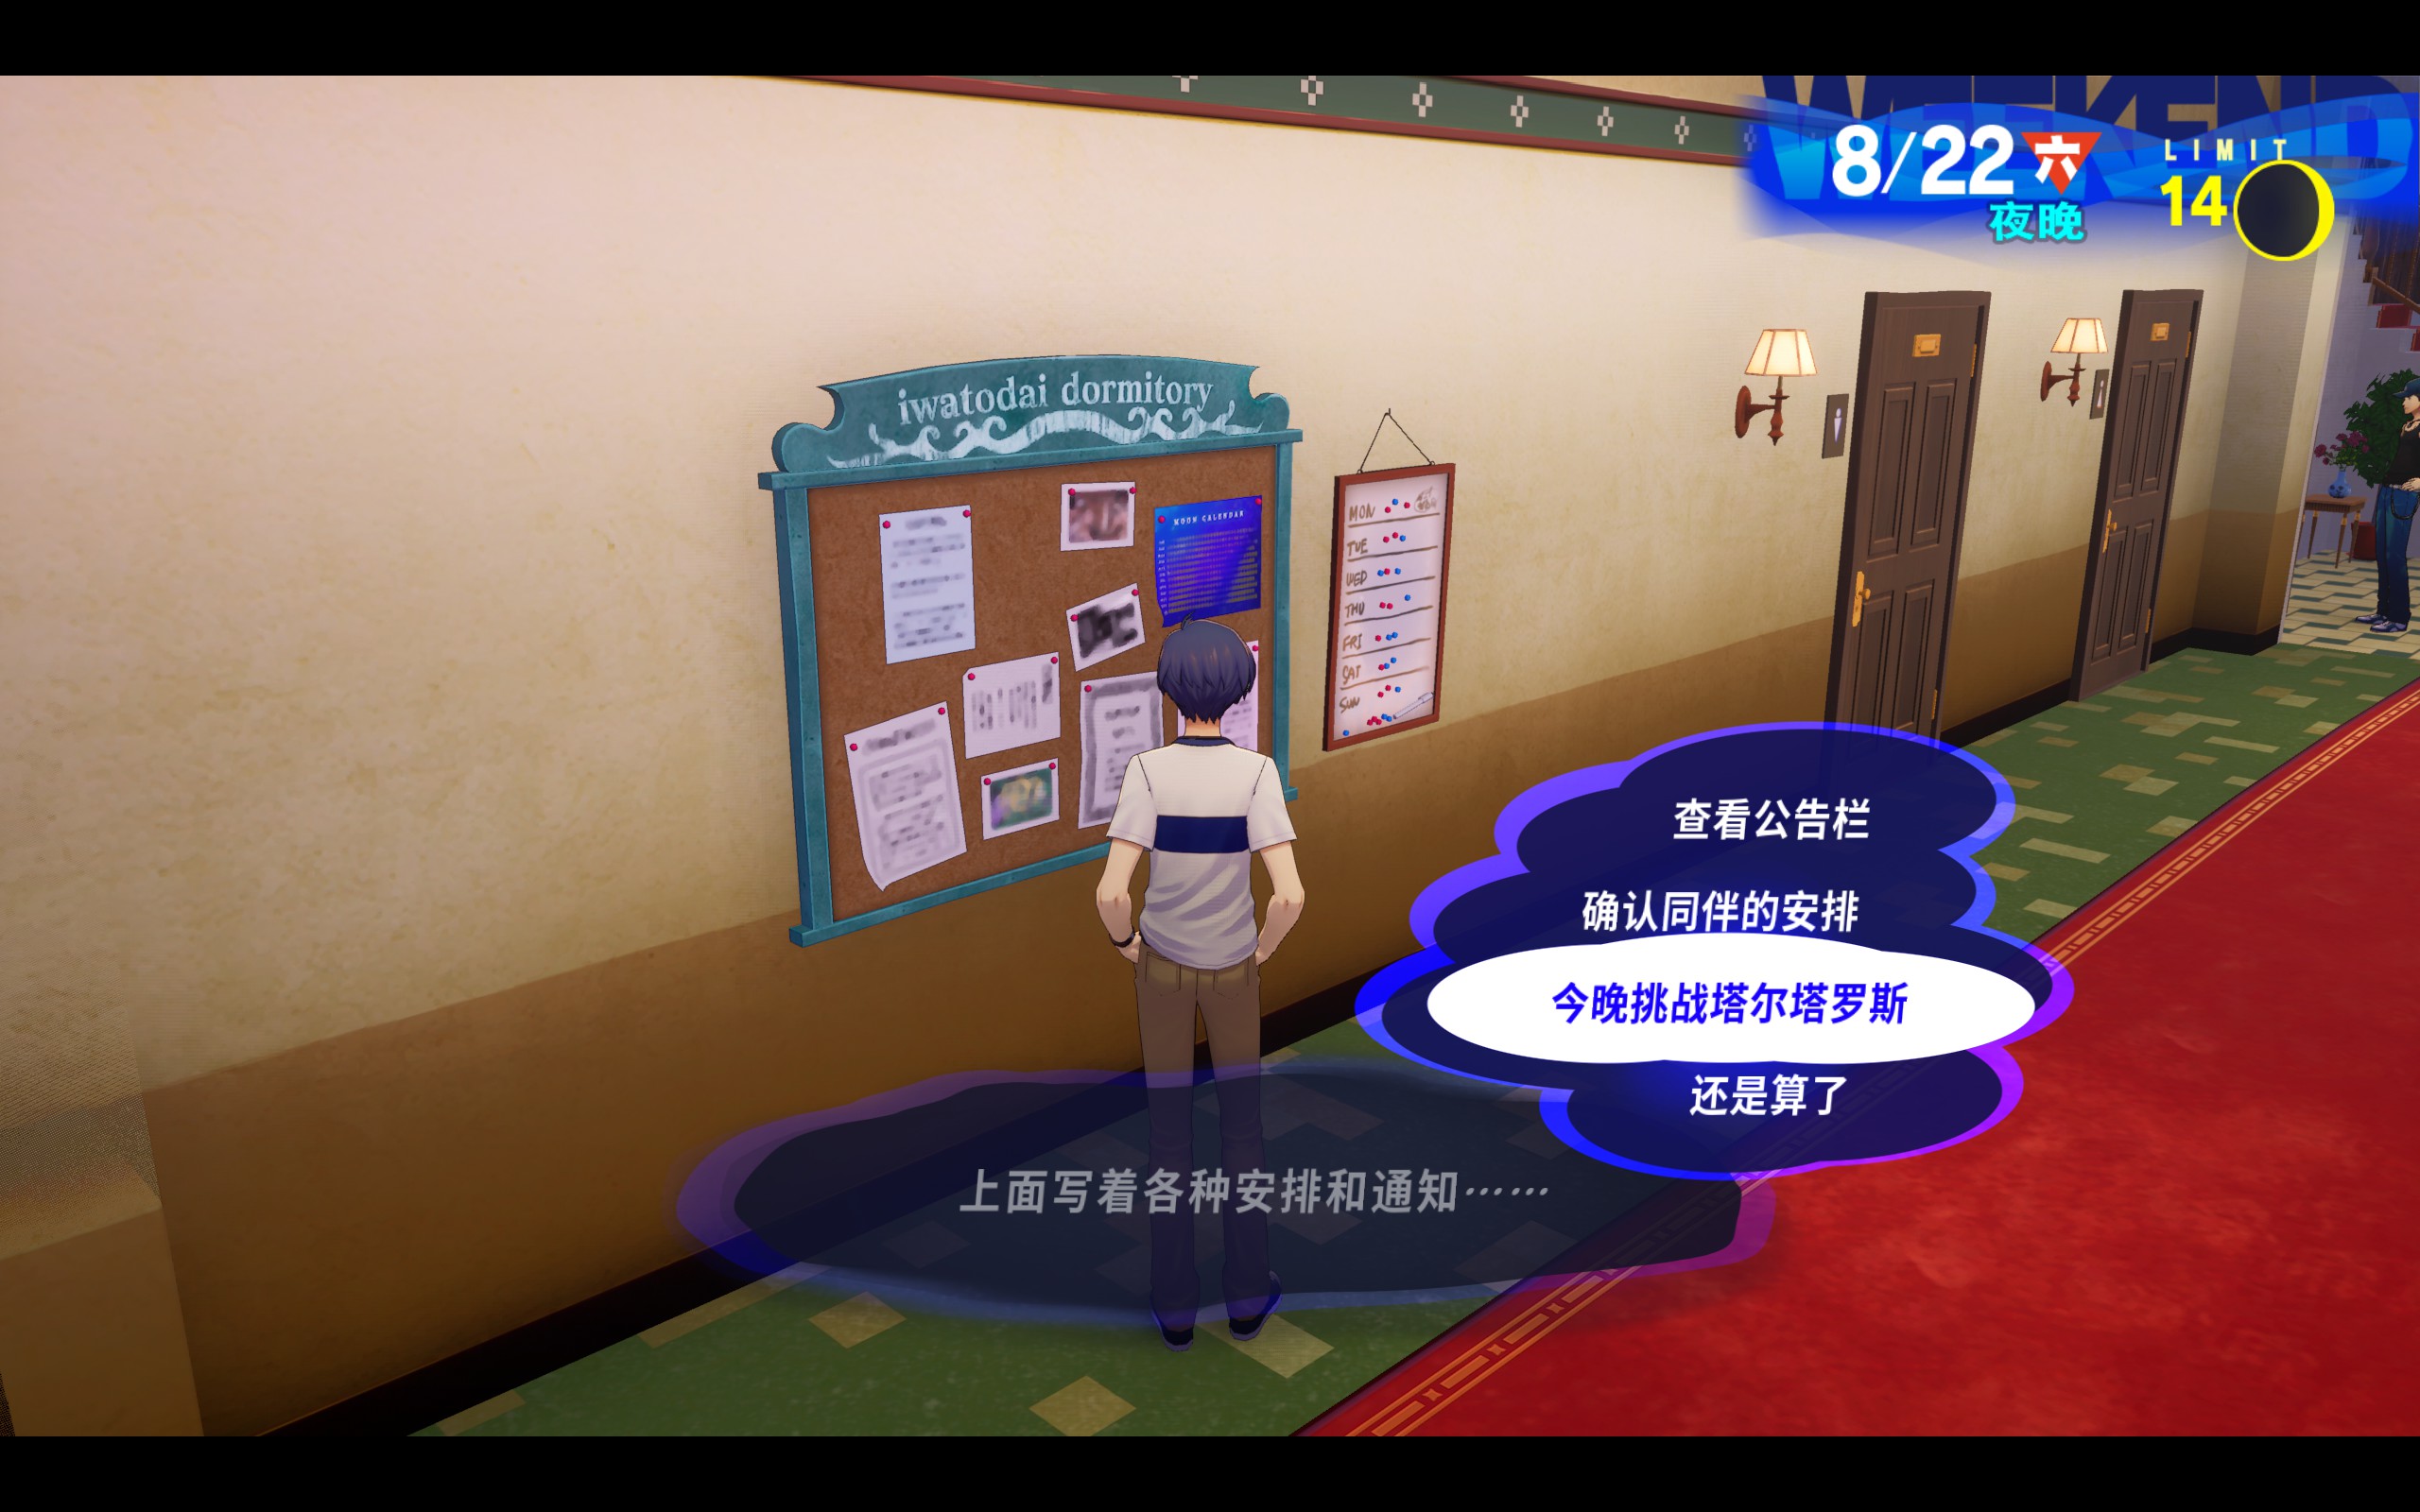 WEEKEND
8/22 六
夜晚
LIMIT
14
iwatodai dormitory
MOON CALENDAR
MON
TUE
WED
THU
FRI
SAT
SUN
查看公告栏
确认同伴的安排
今晚挑战塔尔塔罗斯
还是算了
上面写着各种安排和通知……